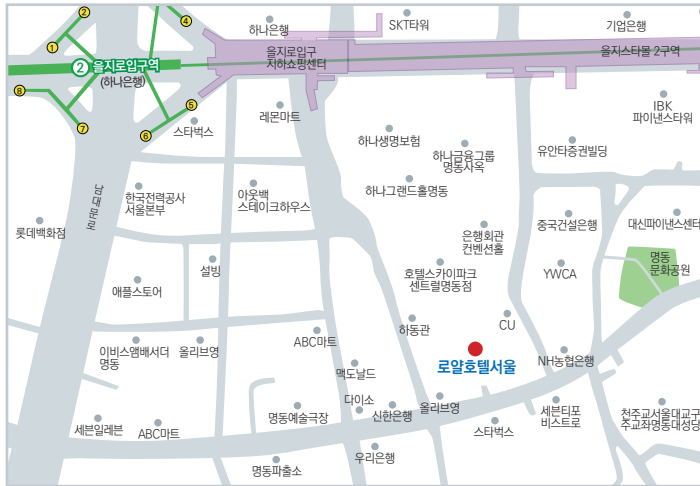 2
4
1
하나은행
SKT타워
기업은행
을지로입구
지하쇼핑센터
을지스타몰 2구역
2 을지로입구역
(하나은행)
8
5
7
6
스타벅스
레몬마트
IBK
파이낸스타워
하나생명보험
하나금융그룹
명동사옥
유안타증권빌딩
남대문로
한국전력공사
서울본부
아웃백
스테이크하우스
하나그랜드홀명동
롯데백화점
은행회관
컨벤션홀
중국건설은행
대신파이낸스센터
설빙
애플스토어
호텔스카이파크
센트럴명동점
YWCA
명동
문화공원
하동관
CU
이비스앰배서더
명동
올리브영
ABC마트
맥도날드
로얄호텔서울
NH농협은행
세븐일레븐
ABC마트
명동예술극장
다이소
신한은행
올리브영
스타벅스
세븐티포
비스트로
천주교서울대교구
주교좌명동대성당
명동파출소
우리은행